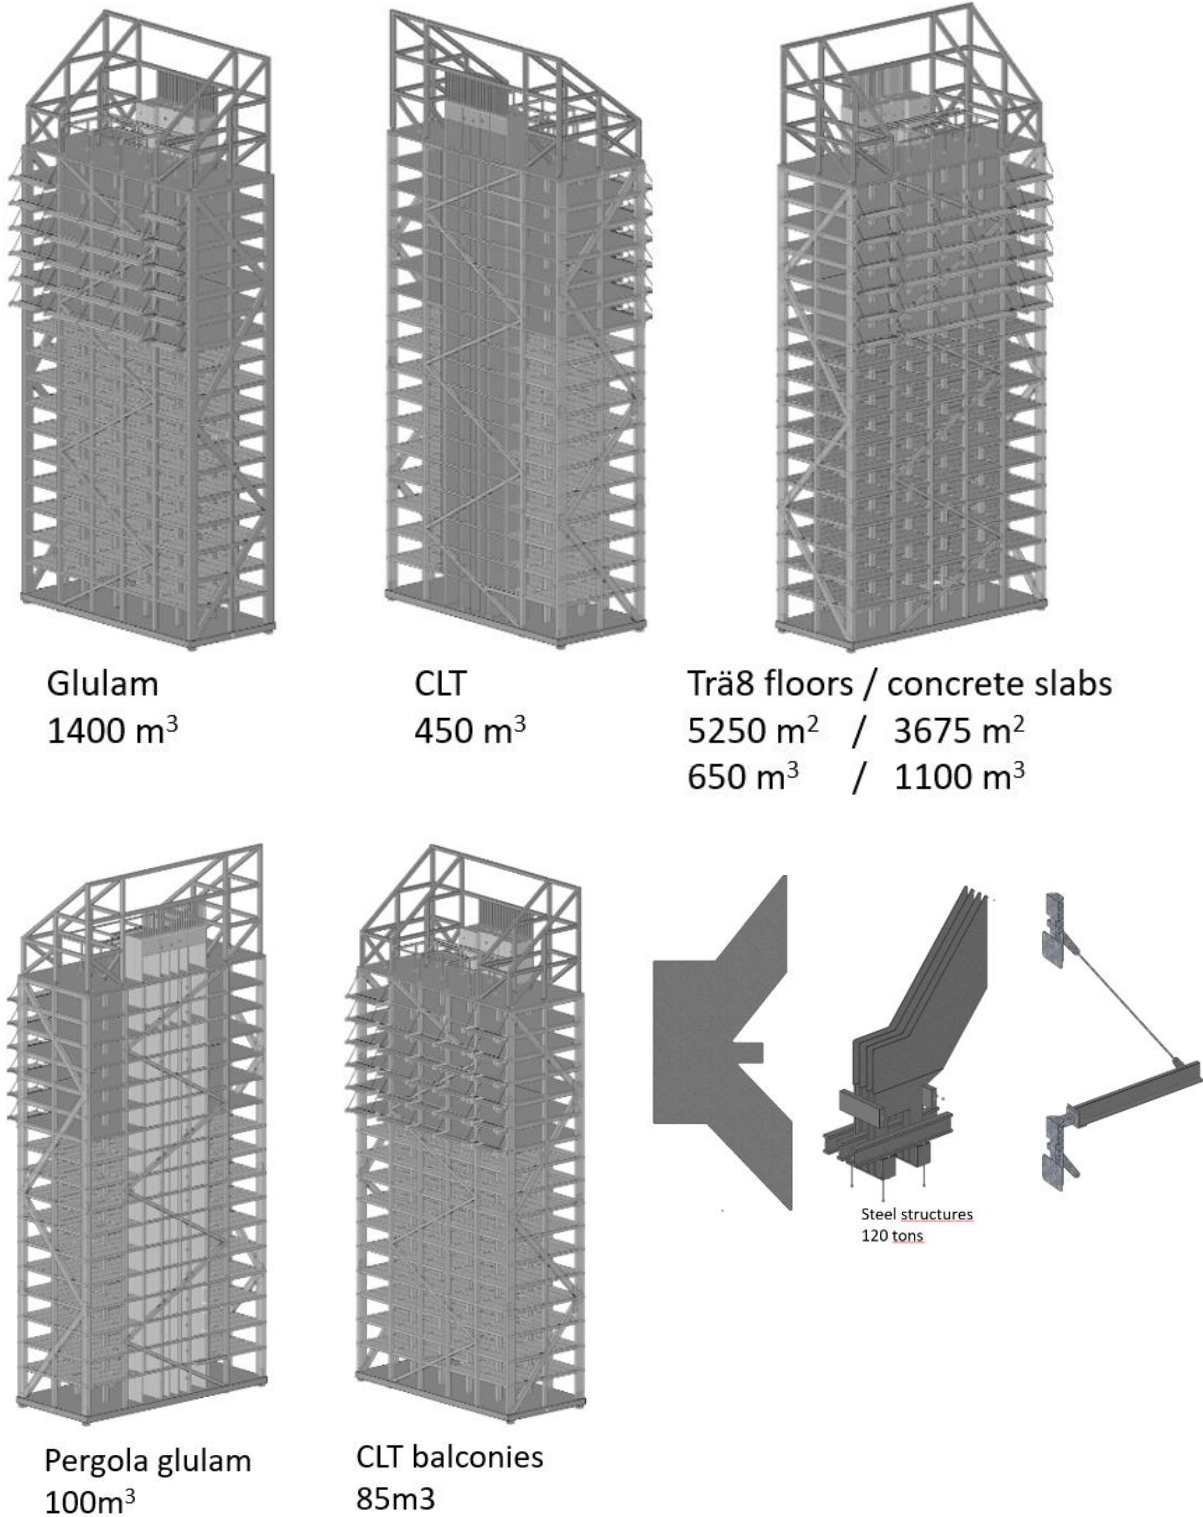 Glulam
1400 m³
CLT
450 m³
Trä8 floors / concrete slabs
5250 m² / 3675 m²
650 m³ / 1100 m³
Pergola glulam
100m³
CLT balconies
85m3
Steel structures
120 tons